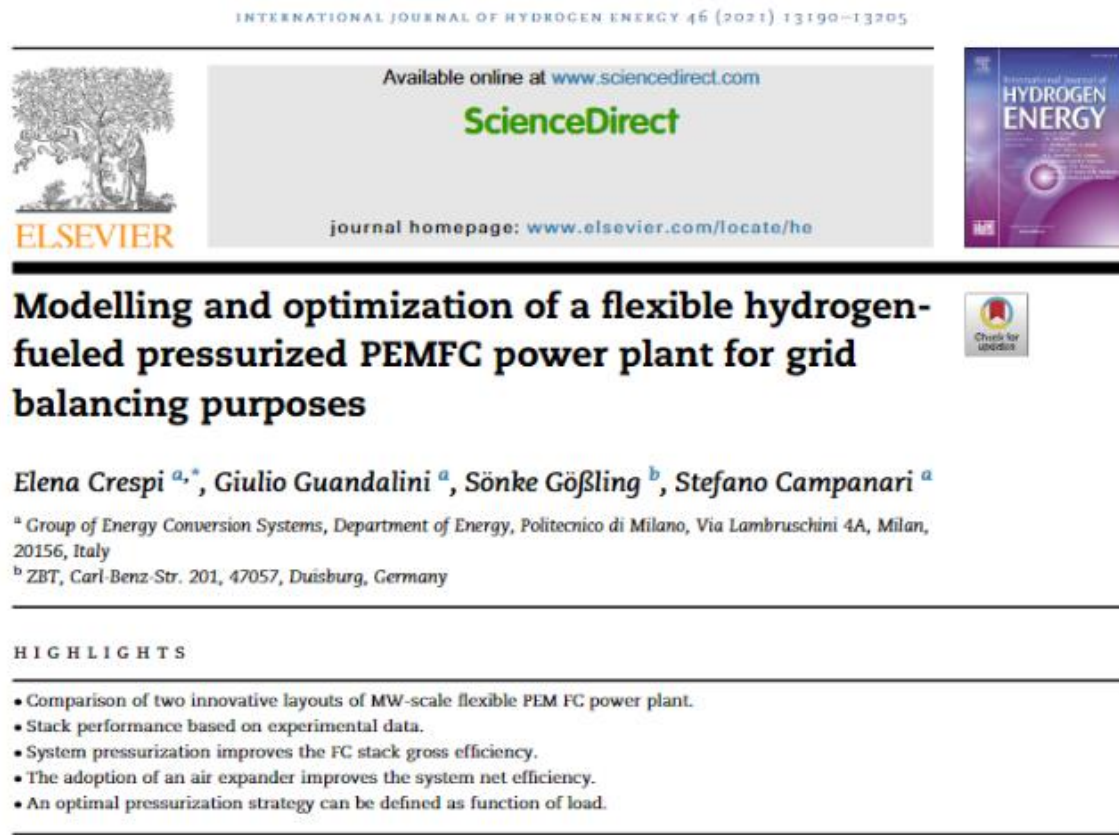 INTERNATIONAL JOURNAL OF HYDROGEN ENERGY 46 (2021) 13190–13205
Available online at www.sciencedirect.com
ScienceDirect
journal homepage: www.elsevier.com/locate/he
ELSEVIER
International Journal of
HYDROGEN
ENERGY
Modelling and optimization of a flexible hydrogen-
fueled pressurized PEMFC power plant for grid
balancing purposes
Check for
updates
Elena Crespi a,*, Giulio Guandalini a, Sönke Gößling b, Stefano Campanari a
a Group of Energy Conversion Systems, Department of Energy, Politecnico di Milano, Via Lambruschini 4A, Milan,
20156, Italy
b ZBT, Carl-Benz-Str. 201, 47057, Duisburg, Germany
HIGHLIGHTS
• Comparison of two innovative layouts of MW-scale flexible PEM FC power plant.
• Stack performance based on experimental data.
• System pressurization improves the FC stack gross efficiency.
• The adoption of an air expander improves the system net efficiency.
• An optimal pressurization strategy can be defined as function of load.